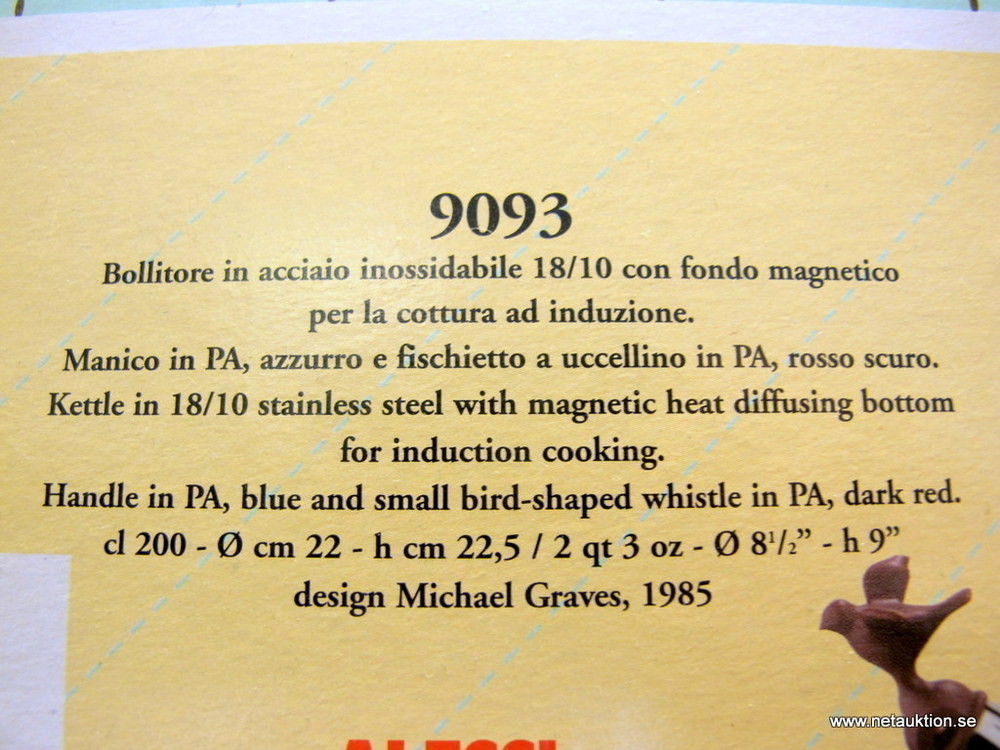 9093
Bollitore in acciaio inossidabile 18/10 con fondo magnetico
per la cottura ad induzione.
Manico in PA, azzurro e fischietto a uccellino in PA, rosso scuro.
Kettle in 18/10 stainless steel with magnetic heat diffusing bottom
for induction cooking.
Handle in PA, blue and small bird-shaped whistle in PA, dark red.
cl 200 - Ø cm 22 - h cm 22,5 / 2 qt 3 oz - Ø 8¹/₂” - h 9”
design Michael Graves, 1985
ALESSI
www.netauktion.se